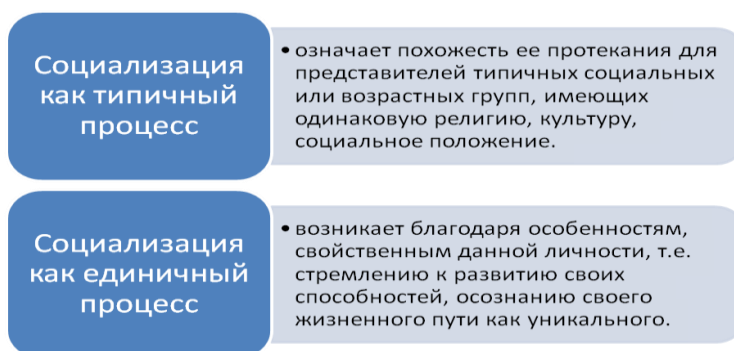 Социализация
как типичный
процесс
• означает похожесть ее протекания для
представителей типичных социальных
или возрастных групп, имеющих
одинаковую религию, культуру,
социальное положение.
Социализация
как единичный
процесс
• возникает благодаря особенностям,
свойственным данной личности, т.е.
стремлению к развитию своих
способностей, осознанию своего
жизненного пути как уникального.